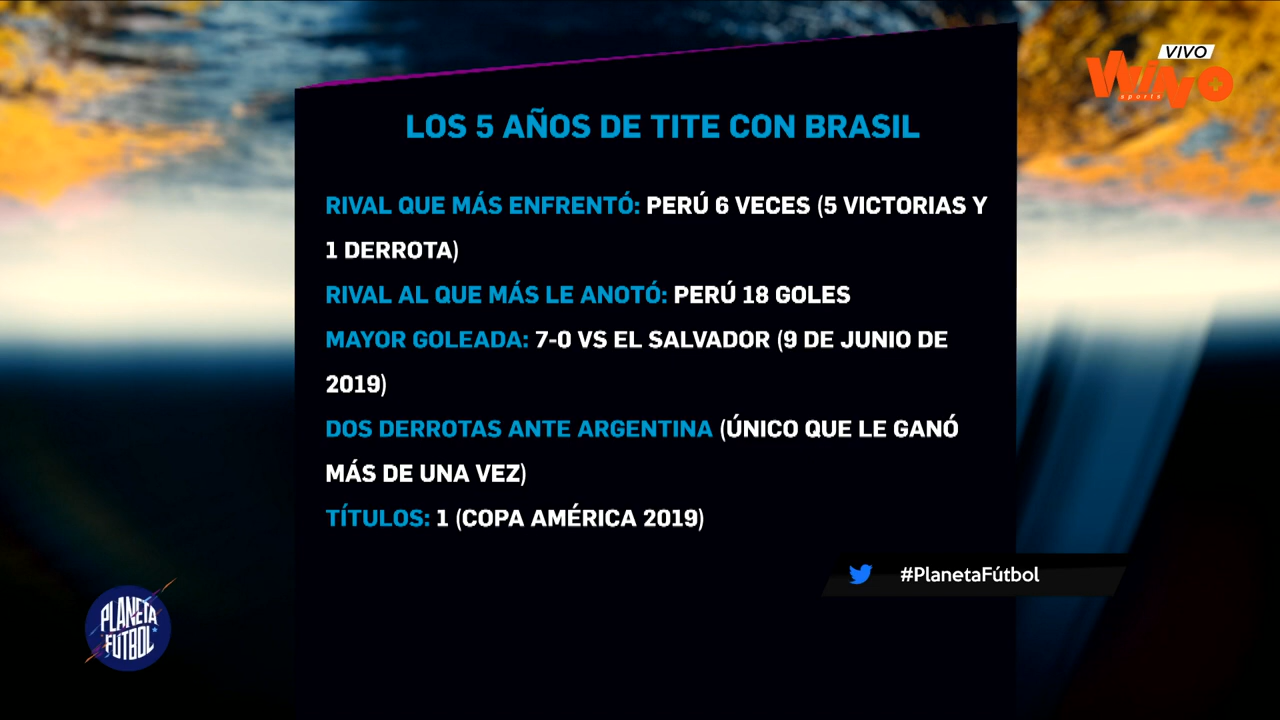 VIVO
WiN+
sports
LOS 5 AÑOS DE TITE CON BRASIL
RIVAL QUE MÁS ENFRENTÓ: PERÚ 6 VECES (5 VICTORIAS Y
1 DERROTA)
RIVAL AL QUE MÁS LE ANOTÓ: PERÚ 18 GOLES
MAYOR GOLEADA: 7-0 VS EL SALVADOR (9 DE JUNIO DE
2019)
DOS DERROTAS ANTE ARGENTINA (ÚNICO QUE LE GANÓ
MÁS DE UNA VEZ)
TÍTULOS: 1 (COPA AMÉRICA 2019)
#PlanetaFútbol
PLANETA
FÚTBOL